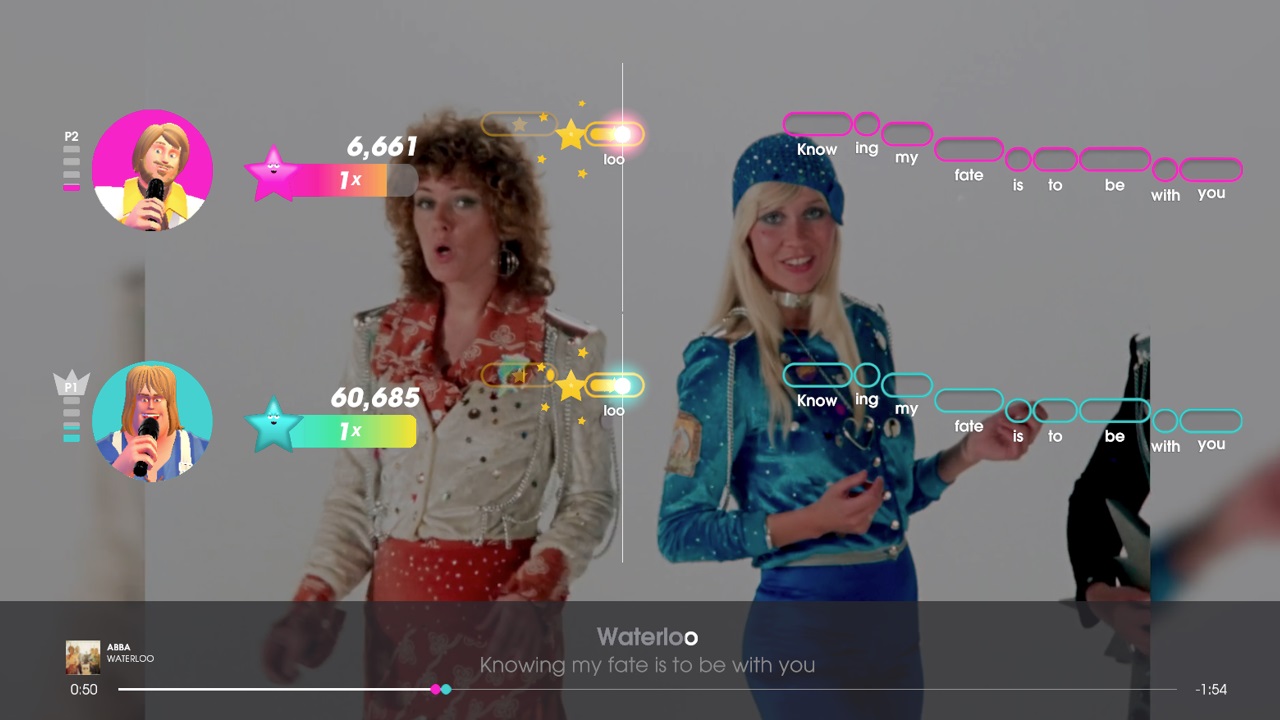 P2
6,661
1x
loo
Know ing my fate is to be with you
P1
60,685
1x
loo
Know ing my fate is to be with you
Waterloo
Knowing my fate is to be with you
ABBA
WATERLOO
0:50
-1:54